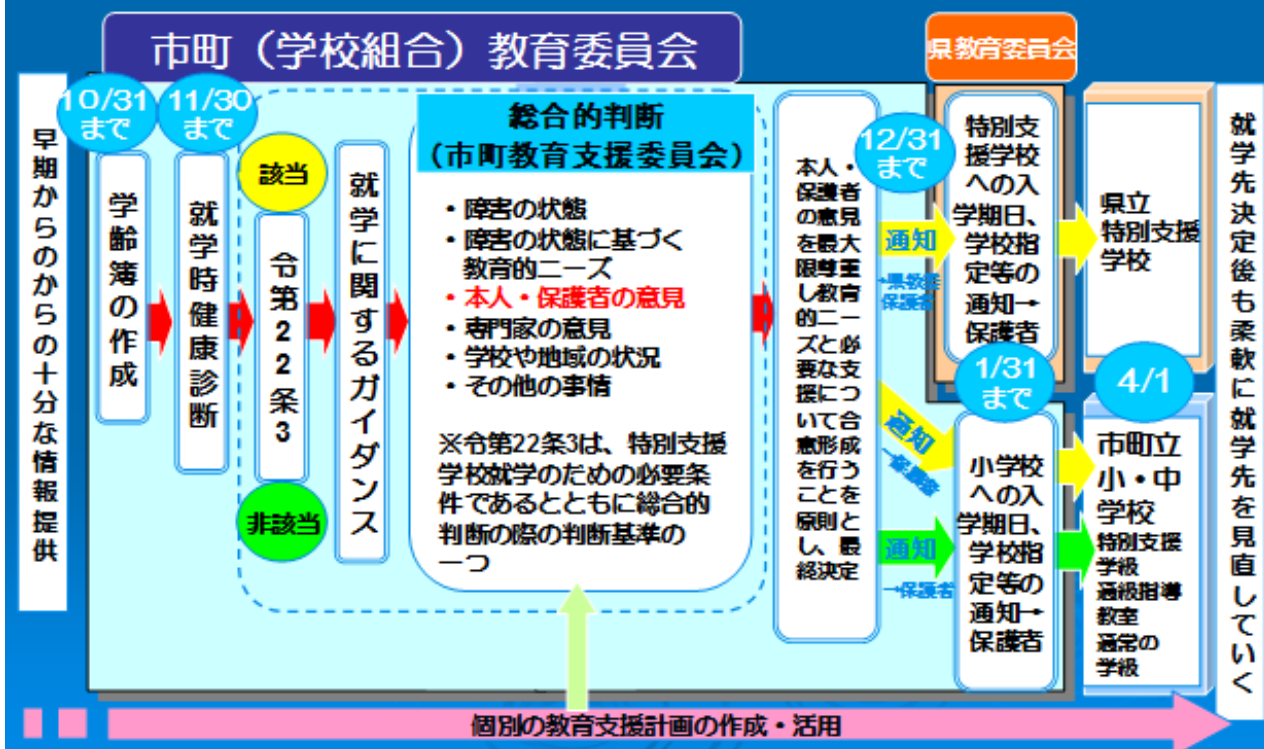 市町（学校組合）教育委員会
県教育委員会
早期からのからの十分な情報提供
10/31
まで
学齢簿の作成
11/30
まで
就学時健康診断
該当
令第２２条３
非該当
就学に関するガイダンス
総合的判断
（市町教育支援委員会）
・障害の状態
・障害の状態に基づく
教育的ニーズ
・本人・保護者の意見
・専門家の意見
・学校や地域の状況
・その他の事情
※令第22条3は、特別支援
学校就学のための必要条
件であるとともに総合的
判断の際の判断基準の
一つ
本人・
保護者
の意見
を最大
限尊重
し教育
的ニー
ズと必
要な支
援につ
いて合
意形成
を行う
ことを
原則と
し、最
終決定
12/31
まで
通知
→県教委
保護者
通知
→保護者
通知
→保護者
特別支
援学校
への入
学期日、
学校指
定等の
通知→
保護者
1/31
まで
小学校
への入
学期日、
学校指
定等の
通知→
保護者
県立
特別支援
学校
4/1
市町立
小・中
学校
特別支援
学級
通級指導
教室
通常の
学級
就学先決定後も柔軟に就学先を見直していく
個別の教育支援計画の作成・活用